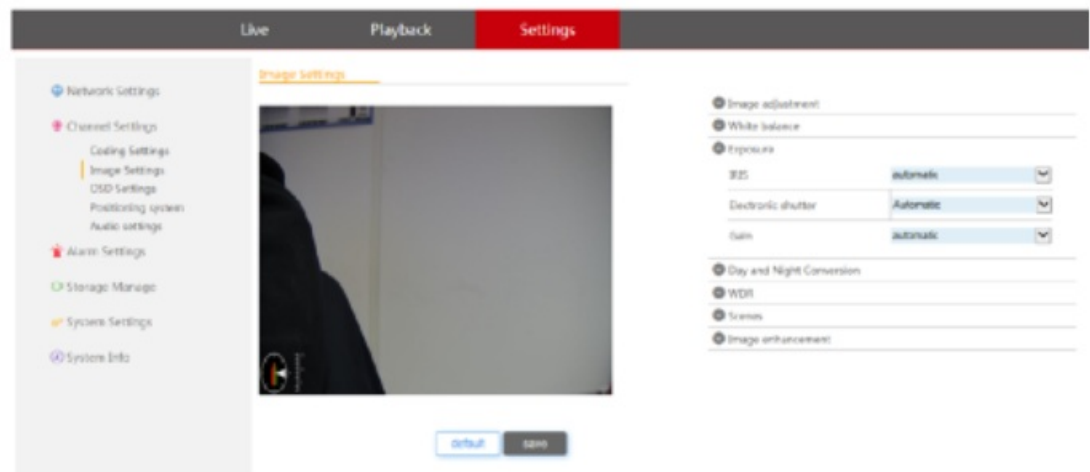 Live Playback Settings
Image Settings
Network Settings
Channel Settings
Coding Settings
Image Settings
OSD Settings
Positioning system
Audio settings
Alarm Settings
Storage Manage
System Settings
System Info
Image adjustment
White balance
Exposure
IRIS automatic
Electronic shutter Automatic
Gain automatic
Day and Night Conversion
WDR
Scenes
Image enhancement
default save